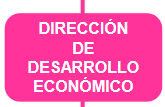 DIRECCIÓN
DE
DESARROLLO
ECONÓMICO